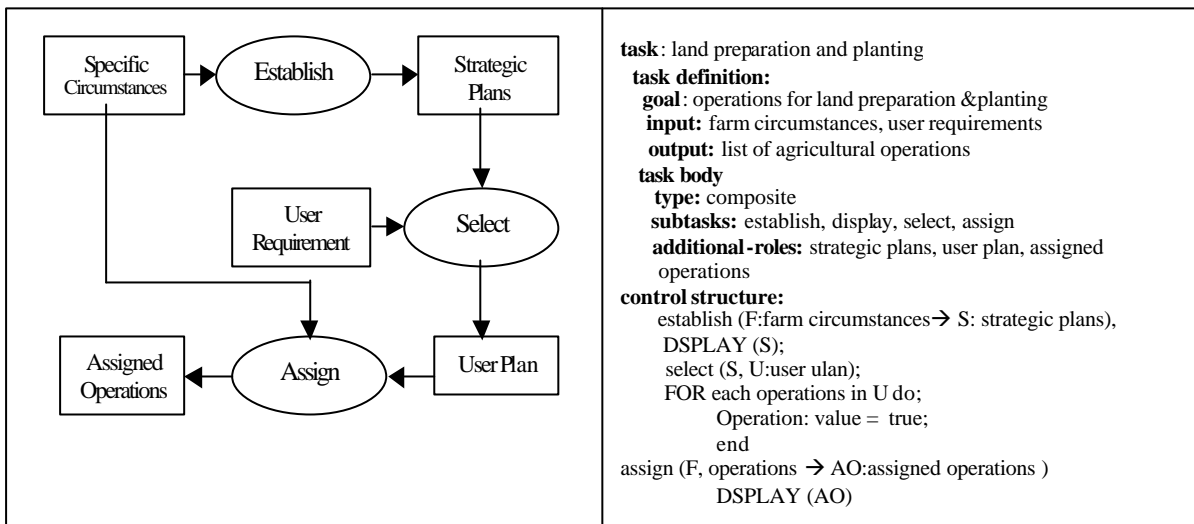 Specific
Circumstances
Establish
Strategic
Plans
User
Requirement
Select
Assigned
Operations
Assign
User Plan
task: land preparation and planting
task definition:
goal: operations for land preparation &planting
input: farm circumstances, user requirements
output: list of agricultural operations
task body
type: composite
subtasks: establish, display, select, assign
additional-roles: strategic plans, user plan, assigned
operations
control structure:
establish (F:farm circumstances→ S: strategic plans),
DSPLAY (S);
select (S, U:user ulan);
FOR each operations in U do;
Operation: value = true;
end
assign (F, operations → AO:assigned operations )
DSPLAY (AO)